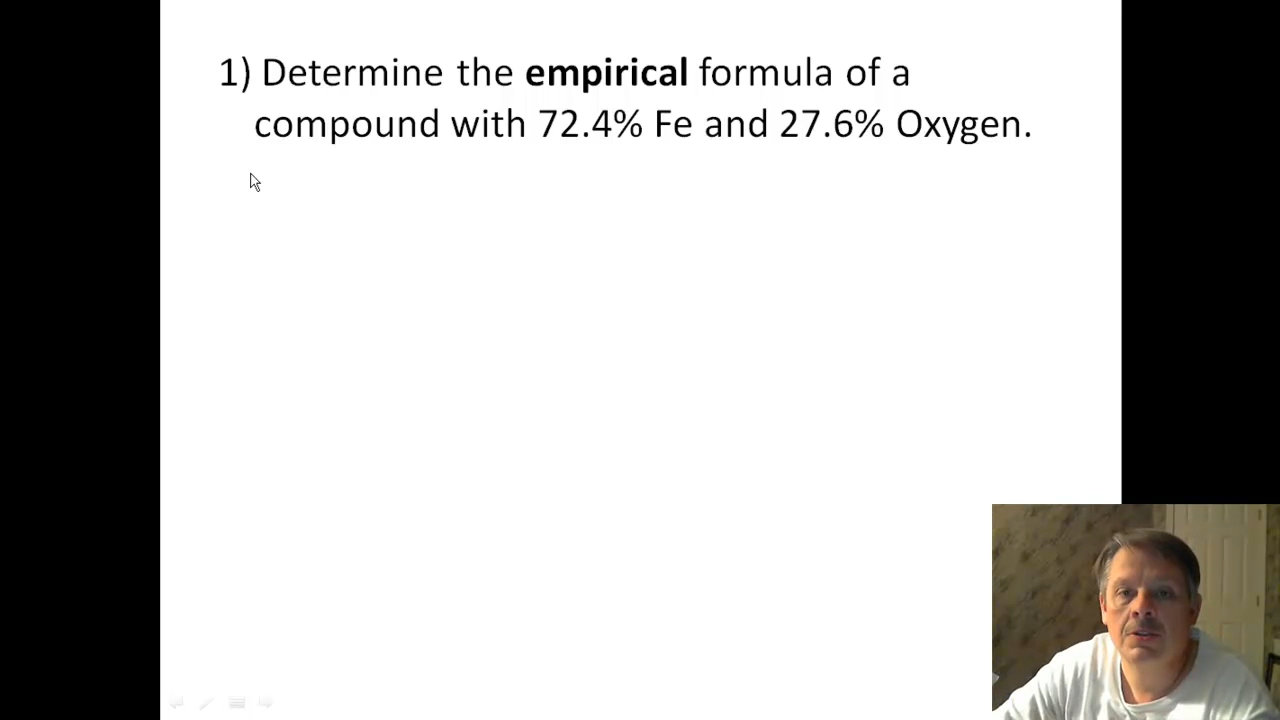 1) Determine the empirical formula of a
compound with 72.4% Fe and 27.6% Oxygen.